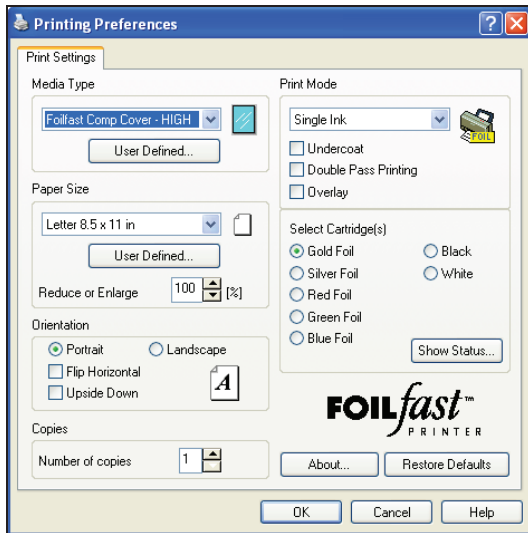 Printing Preferences
Print Settings
Media Type
Foilfast Comp Cover - HIGH
User Defined...
Paper Size
Letter 8.5 x 11 in
User Defined...
Reduce or Enlarge 100 [%]
Orientation
Portrait Landscape
Flip Horizontal
Upside Down
A
Copies
Number of copies 1
Print Mode
Single Ink
FOIL
Undercoat
Double Pass Printing
Overlay
Select Cartridge(s)
Gold Foil Black
Silver Foil White
Red Foil
Green Foil
Blue Foil
Show Status...
FOILfast™
PRINTER
About... Restore Defaults
OK Cancel Help